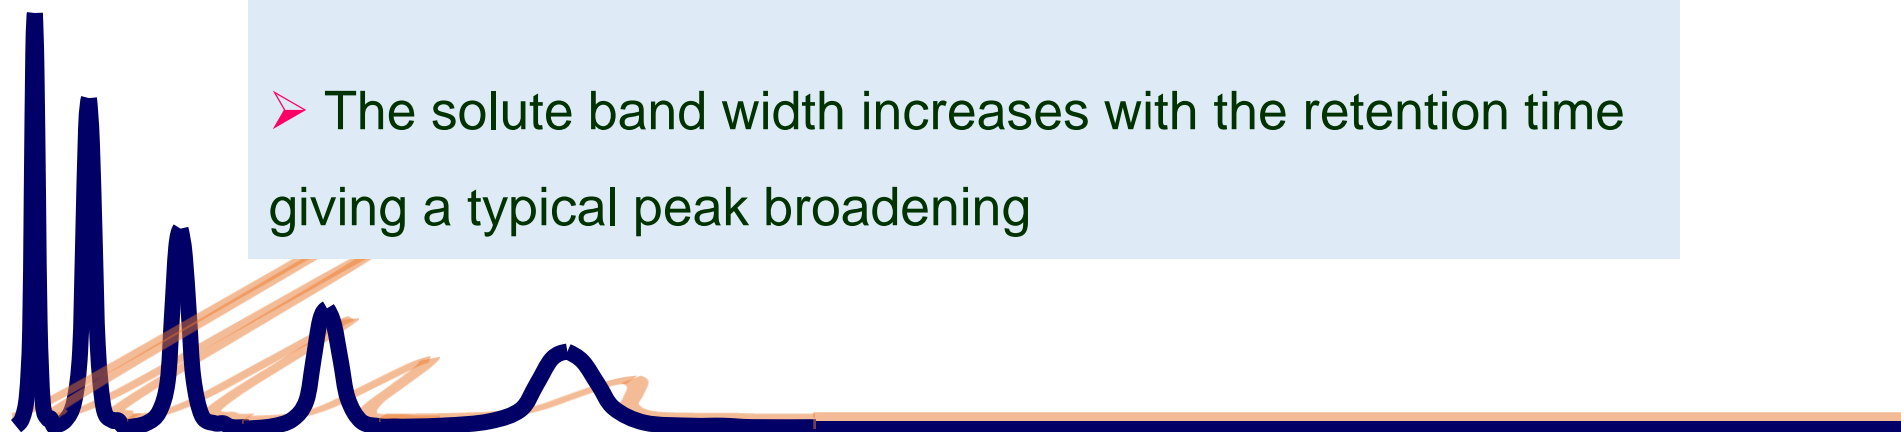 ➢ The solute band width increases with the retention time
giving a typical peak broadening